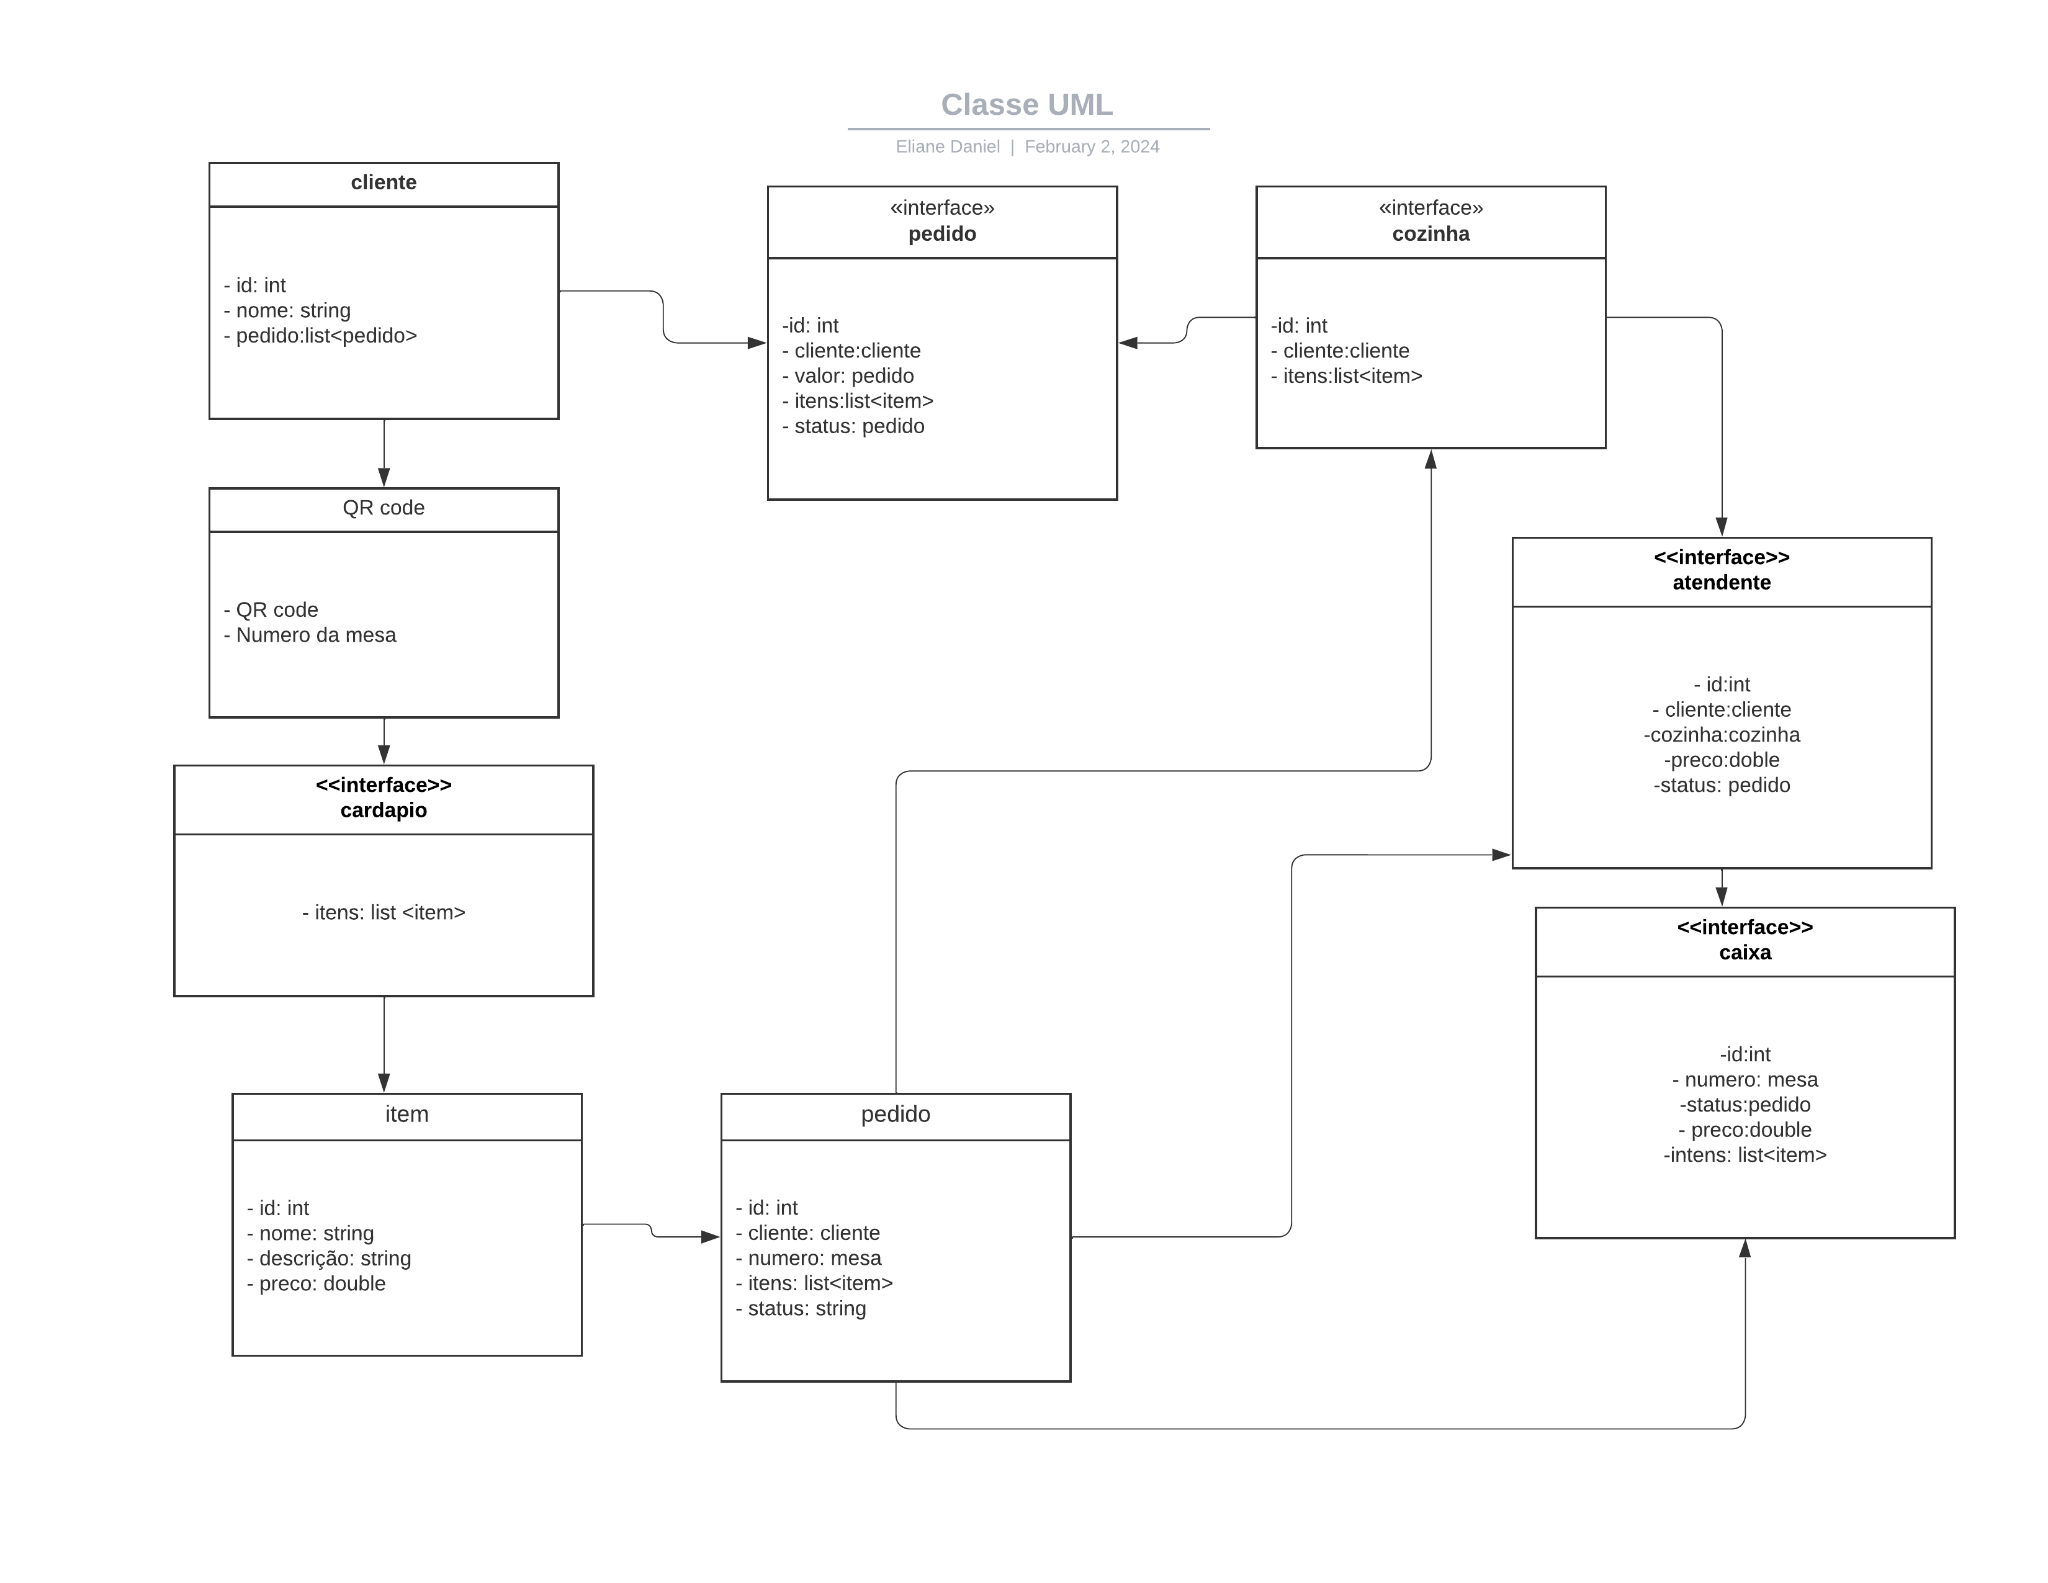 Classe UML
Eliane Daniel | February 2, 2024
cliente
- id: int
- nome: string
- pedido:list<pedido>
«interface»
pedido
-id: int
- cliente:cliente
- valor: pedido
- itens:list<item>
- status: pedido
«interface»
cozinha
-id: int
- cliente:cliente
- itens:list<item>
QR code
- QR code
- Numero da mesa
<<interface>>
atendente
- id:int
- cliente:cliente
-cozinha:cozinha
-preco:doble
-status: pedido
<<interface>>
cardapio
- itens: list <item>
<<interface>>
caixa
-id:int
- numero: mesa
-status:pedido
- preco:double
-intens: list<item>
item
- id: int
- nome: string
- descrição: string
- preco: double
pedido
- id: int
- cliente: cliente
- numero: mesa
- itens: list<item>
- status: string